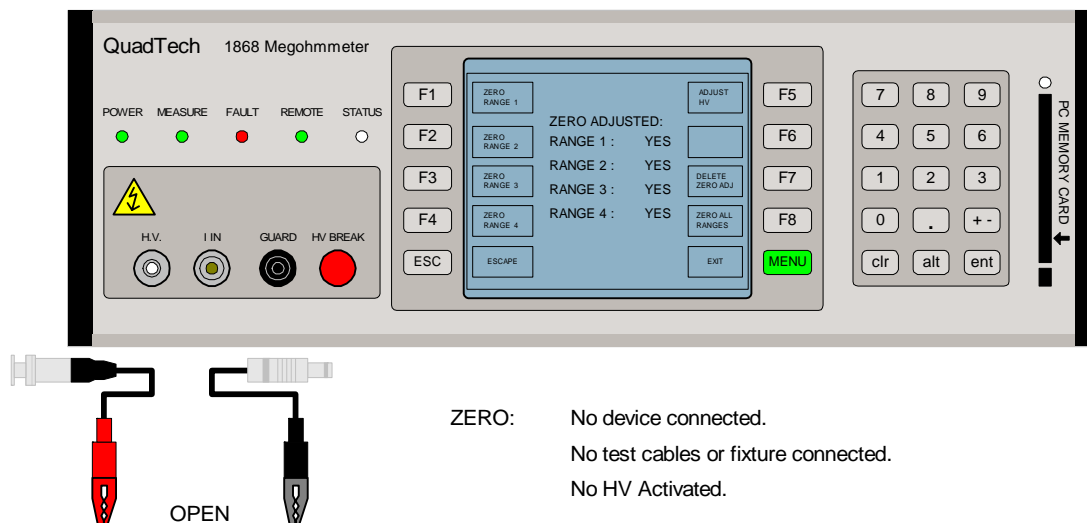 QuadTech 1868 Megohmmeter
POWER MEASURE FAULT REMOTE STATUS
H.V. I IN GUARD HV BREAK
F1
F2
F3
F4
ESC
ZERO
RANGE 1
ZERO
RANGE 2
ZERO
RANGE 3
ZERO
RANGE 4
ESCAPE
ZERO ADJUSTED:
RANGE 1 : YES
RANGE 2 : YES
RANGE 3 : YES
RANGE 4 : YES
ADJUST
HV
DELETE
ZERO ADJ
ZERO ALL
RANGES
EXIT
F5
F6
F7
F8
MENU
7 8 9
4 5 6
1 2 3
0 . + -
clr alt ent
PC MEMORY CARD
OPEN
ZERO: No device connected.
No test cables or fixture connected.
No HV Activated.